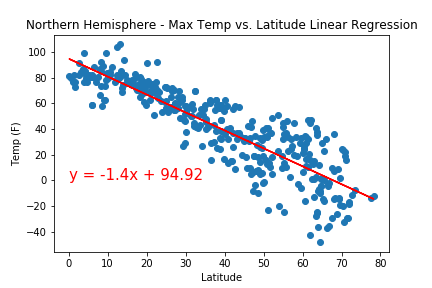 Northern Hemisphere - Max Temp vs. Latitude Linear Regression
100
80
60
40
20
0
−20
−40
Temp (F)
y = -1.4x + 94.92
0 10 20 30 40 50 60 70 80
Latitude